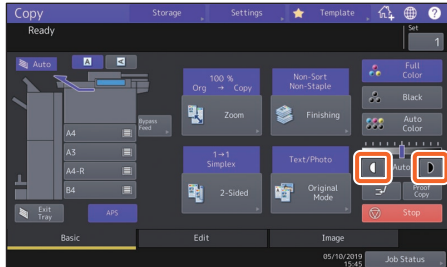 Copy Storage Settings Template ?
Ready
Set
1
Auto A A
Full
Color
100 %
Org → Copy
Non-Sort
Non-Staple
Black
Bypass
Feed
Zoom
Finishing
Auto
Color
A4
A3
1→1
Simplex
Text/Photo
Auto
A4-R
B4
2-Sided
Original
Mode
Proof
Copy
Exit
Tray
APS
Stop
Basic Edit Image
05/10/2019
15:45
Job Status